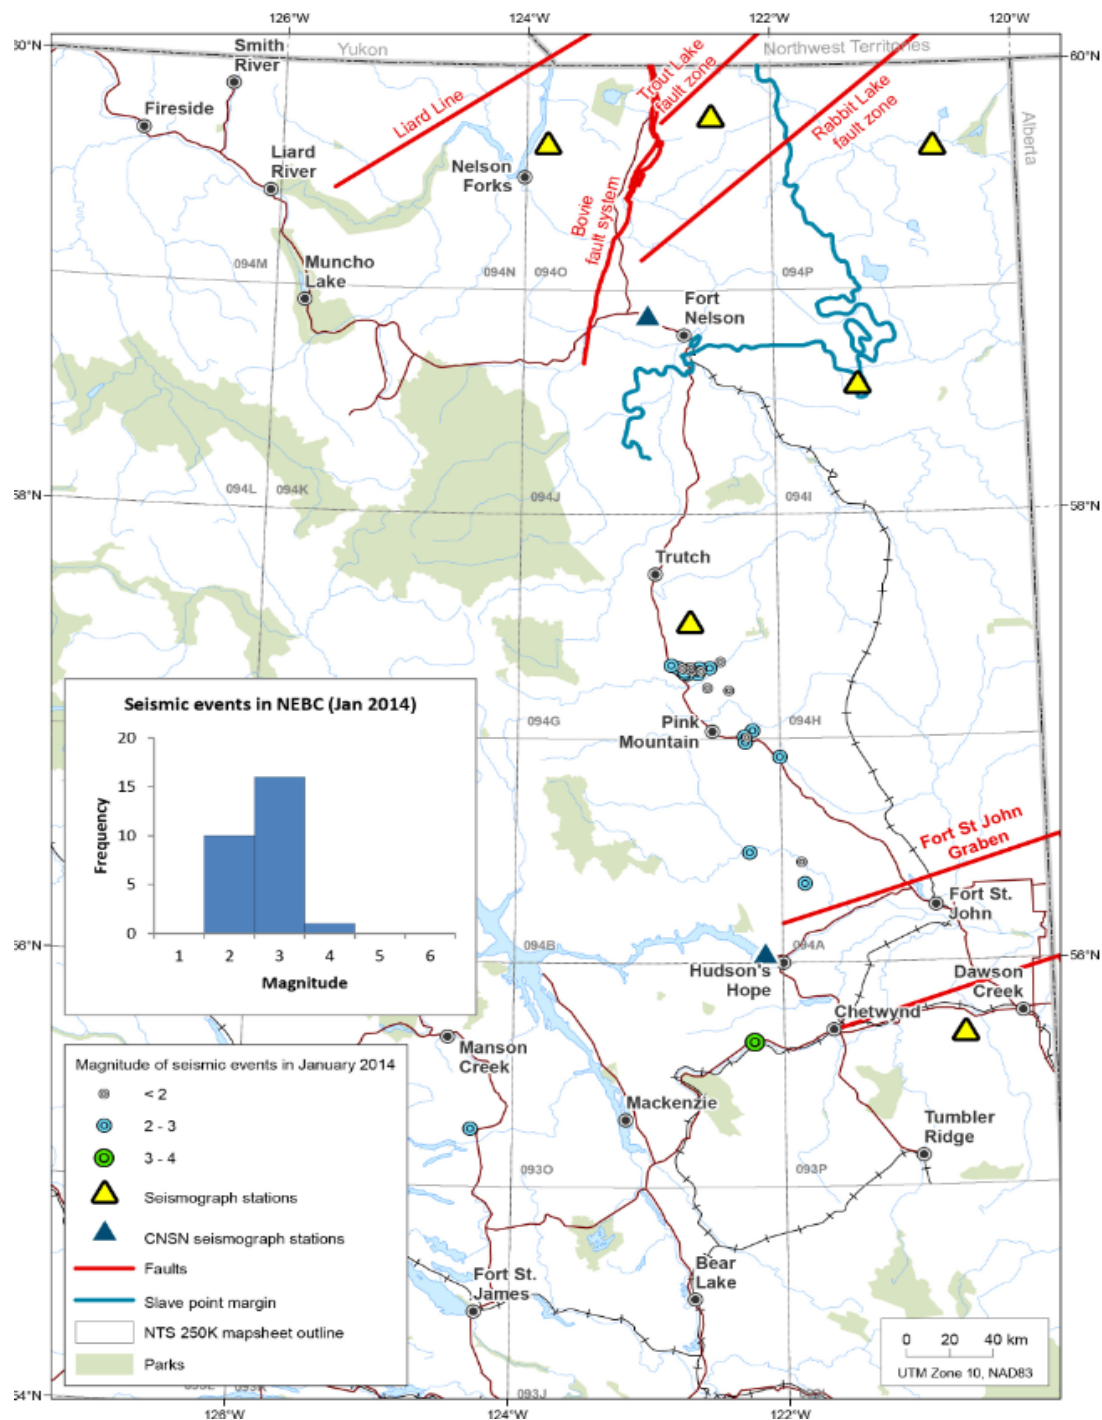 126°W
124°W
122°W
120°W
60°N
60°N
Yukon
Northwest Territories
Alberta
Smith
River
Fireside
Liard
River
Liard Line
Nelson
Forks
Trout Lake
fault zone
Rabbit Lake
fault zone
Bovie
fault system
094M
094N
094O
094P
Muncho
Lake
Fort
Nelson
58°N
58°N
094L
094K
094J
094I
Trutch
Pink
Mountain
094G
094H
Seismic events in NEBC (Jan 2014)
20
15
10
5
0
Frequency
1
2
3
4
5
6
Magnitude
Fort St John
Graben
Fort St.
John
56°N
56°N
094B
094A
Hudson's
Hope
Dawson
Creek
Chetwynd
Manson
Creek
Mackenzie
Tumbler
Ridge
093O
093P
Bear
Lake
Fort St.
James
Magnitude of seismic events in January 2014
< 2
2 - 3
3 - 4
Seismograph stations
CNSN seismograph stations
Faults
Slave point margin
NTS 250K mapsheet outline
Parks
0 20 40 km
UTM Zone 10, NAD83
54°N
54°N
093J
126°W
124°W
122°W